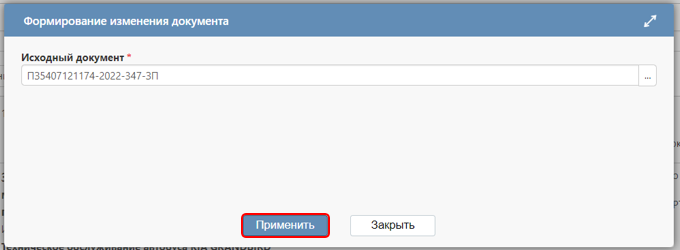 Формирование изменения документа
Исходный документ *
П35407121174-2022-347-ЗП
...
Применить
Закрыть